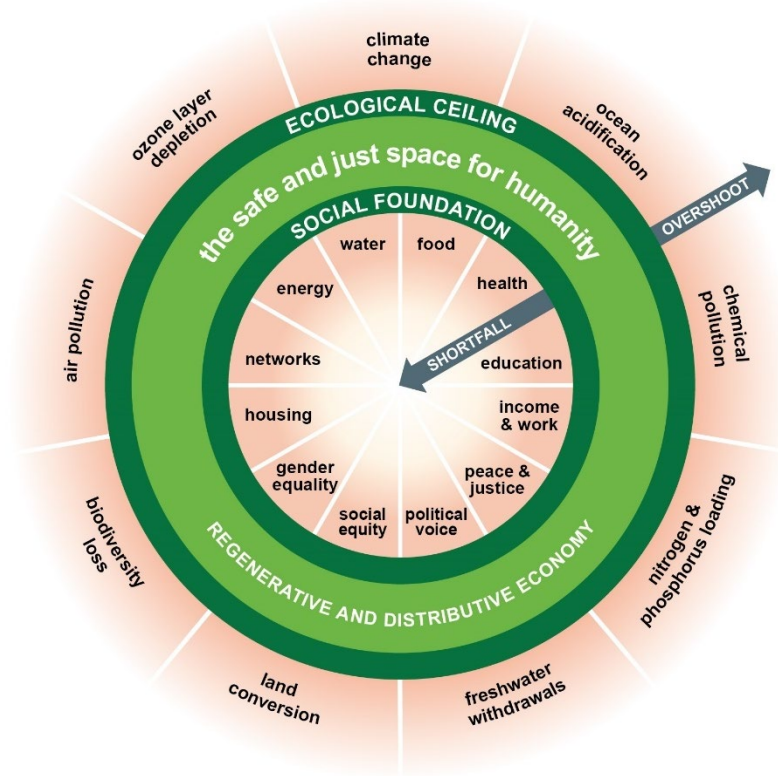 climate
change
ocean
acidification
chemical
pollution
nitrogen &
phosphorus loading
freshwater
withdrawals
land
conversion
biodiversity
loss
air pollution
ozone layer
depletion
OVERSHOOT
ECOLOGICAL CEILING
the safe and just space for humanity
SOCIAL FOUNDATION
water
food
health
SHORTFALL
education
income
& work
peace &
justice
political
voice
social
equity
gender
equality
housing
networks
energy
REGENERATIVE AND DISTRIBUTIVE ECONOMY